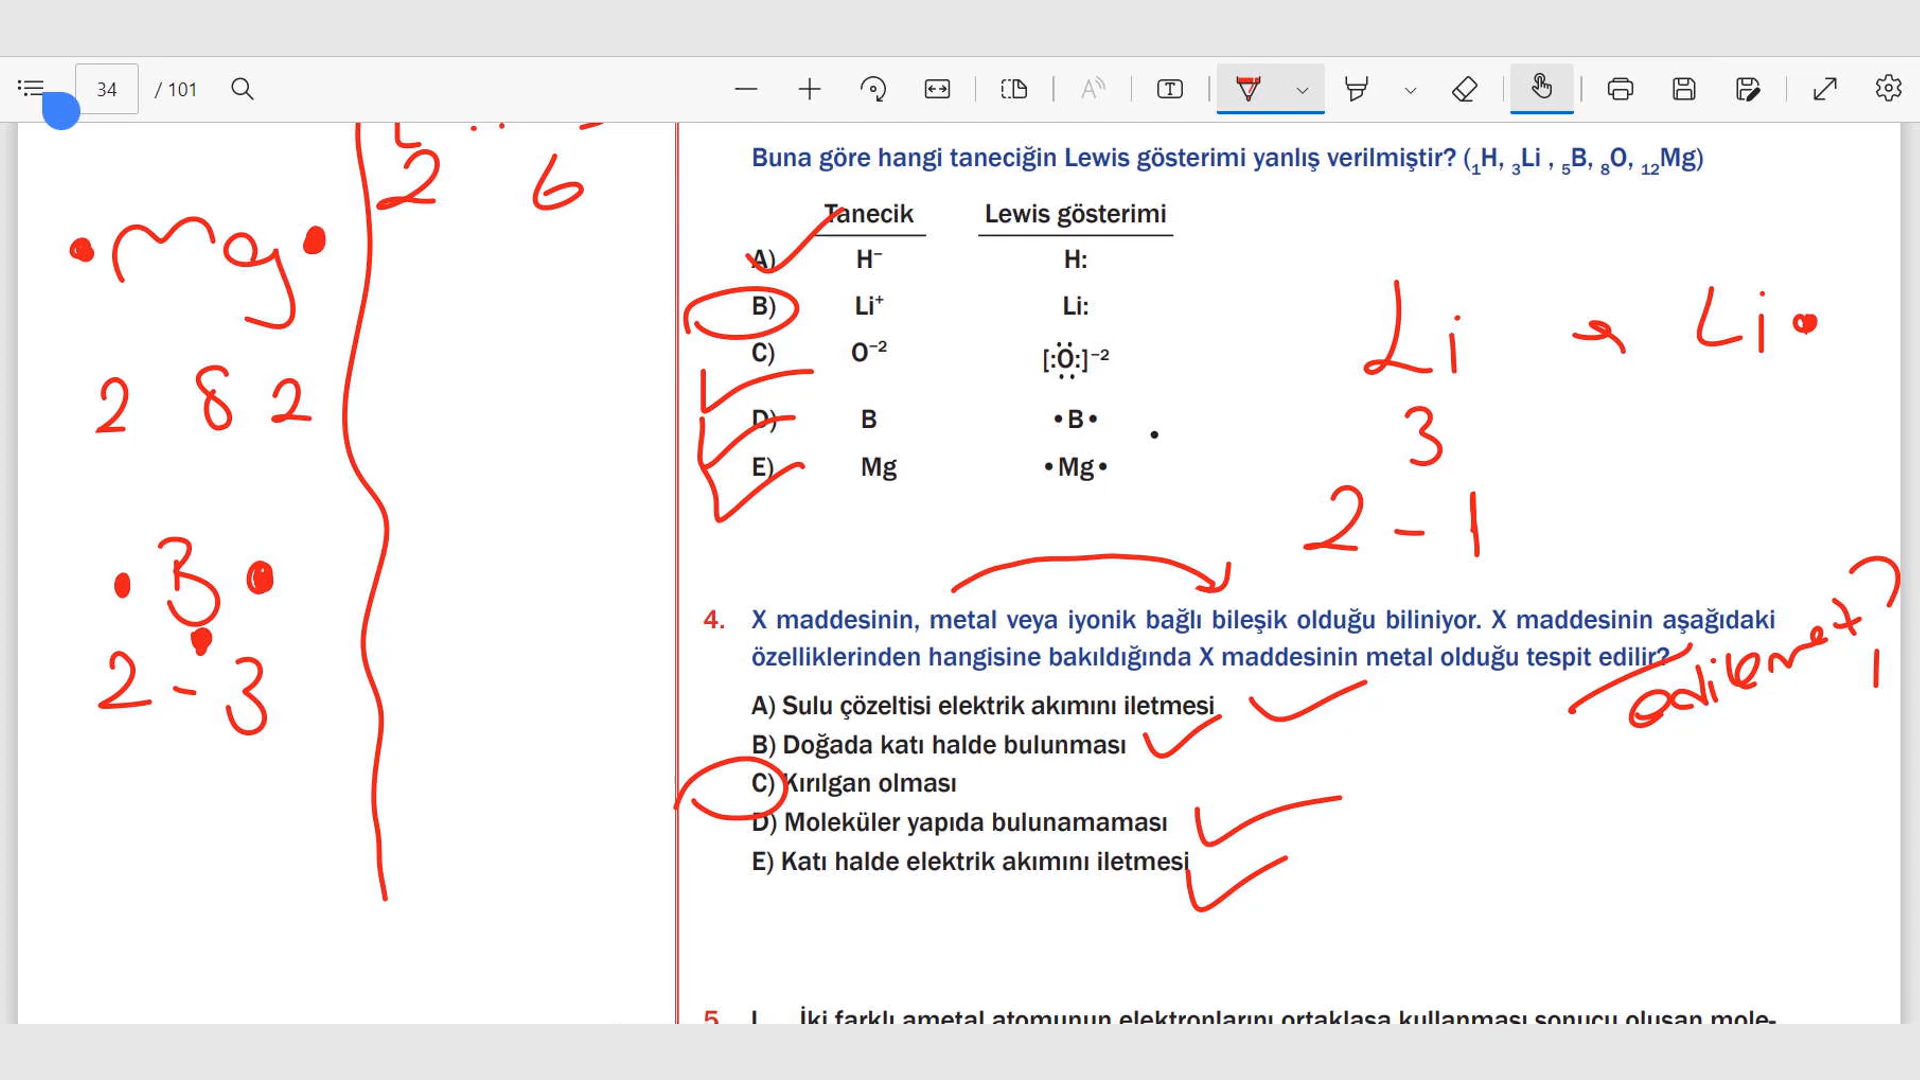 34 / 101
Buna göre hangi taneciğin Lewis gösterimi yanlış verilmiştir? (₁H, ₃Li , ₅B, ₈O, ₁₂Mg)
Tanecik Lewis gösterimi
A) H⁻ H:
B) Li⁺ Li:
C) O⁻² [:Ö:]⁻²
D) B •B•
E) Mg •Mg•
2 6
•Mg•
2 8 2
•B•
2 - 3
Li → Li•
3
2 - 1
4. X maddesinin, metal veya iyonik bağlı bileşik olduğu biliniyor. X maddesinin aşağıdaki
özelliklerinden hangisine bakıldığında X maddesinin metal olduğu tespit edilir?
edilemez?
A) Sulu çözeltisi elektrik akımını iletmesi
B) Doğada katı halde bulunması
C) Kırılgan olması
D) Moleküler yapıda bulunamaması
E) Katı halde elektrik akımını iletmesi
5. I. İki farklı ametal atomunun elektronlarını ortaklaşa kullanması sonucu oluşan mole-